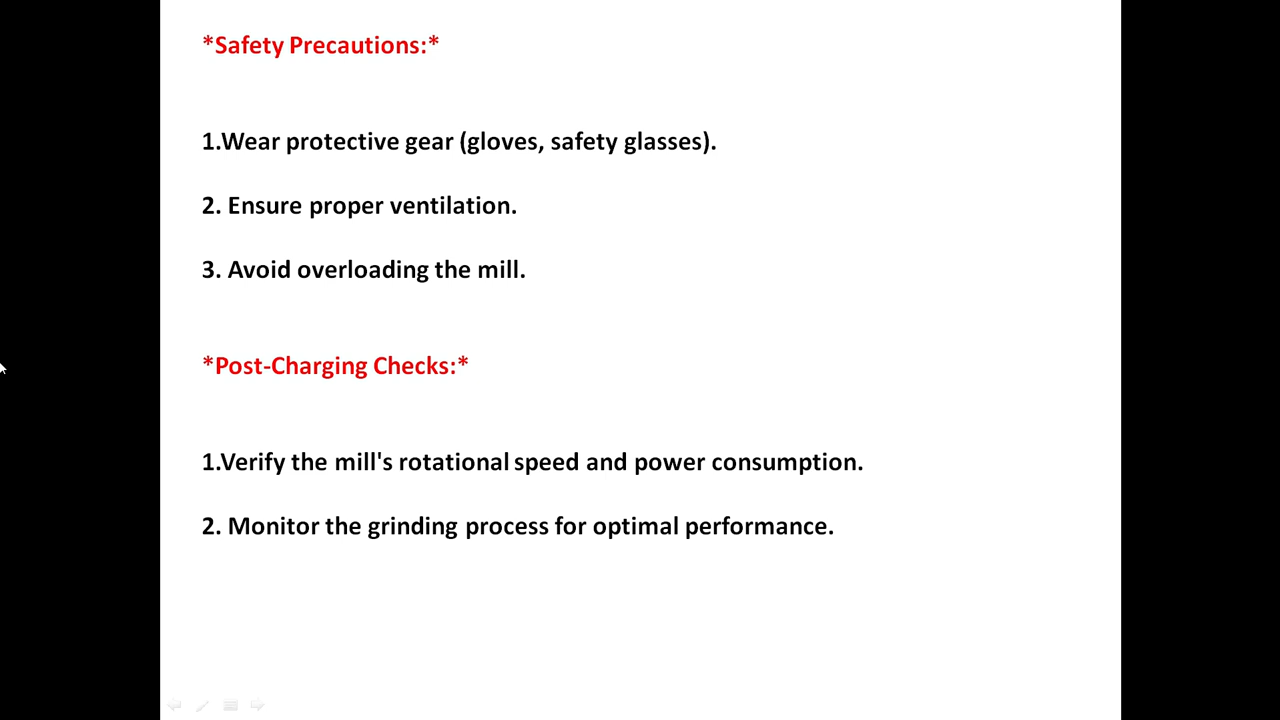 *Safety Precautions:*
1.Wear protective gear (gloves, safety glasses).
2. Ensure proper ventilation.
3. Avoid overloading the mill.
*Post-Charging Checks:*
1.Verify the mill's rotational speed and power consumption.
2. Monitor the grinding process for optimal performance.